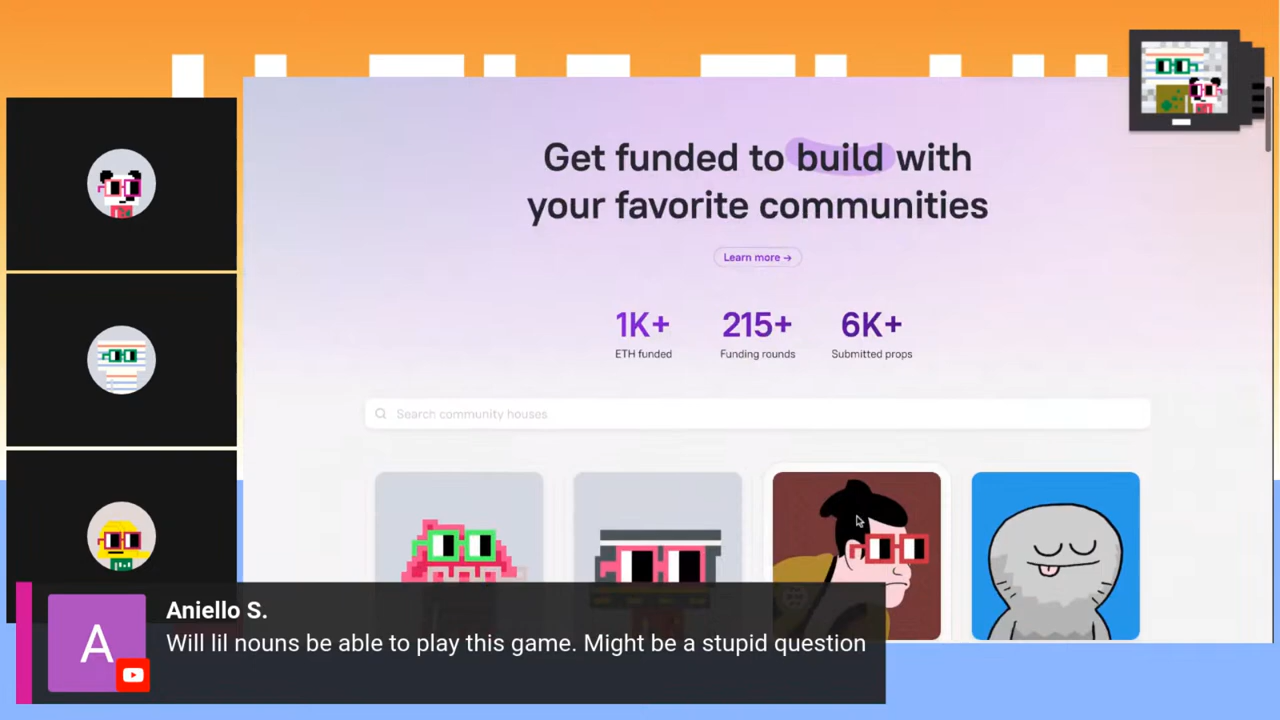 Get funded to build with
your favorite communities
Learn more →
1K+ 215+ 6K+
ETH funded Funding rounds Submitted props
Search community houses
Aniello S.
Will lil nouns be able to play this game. Might be a stupid question
A